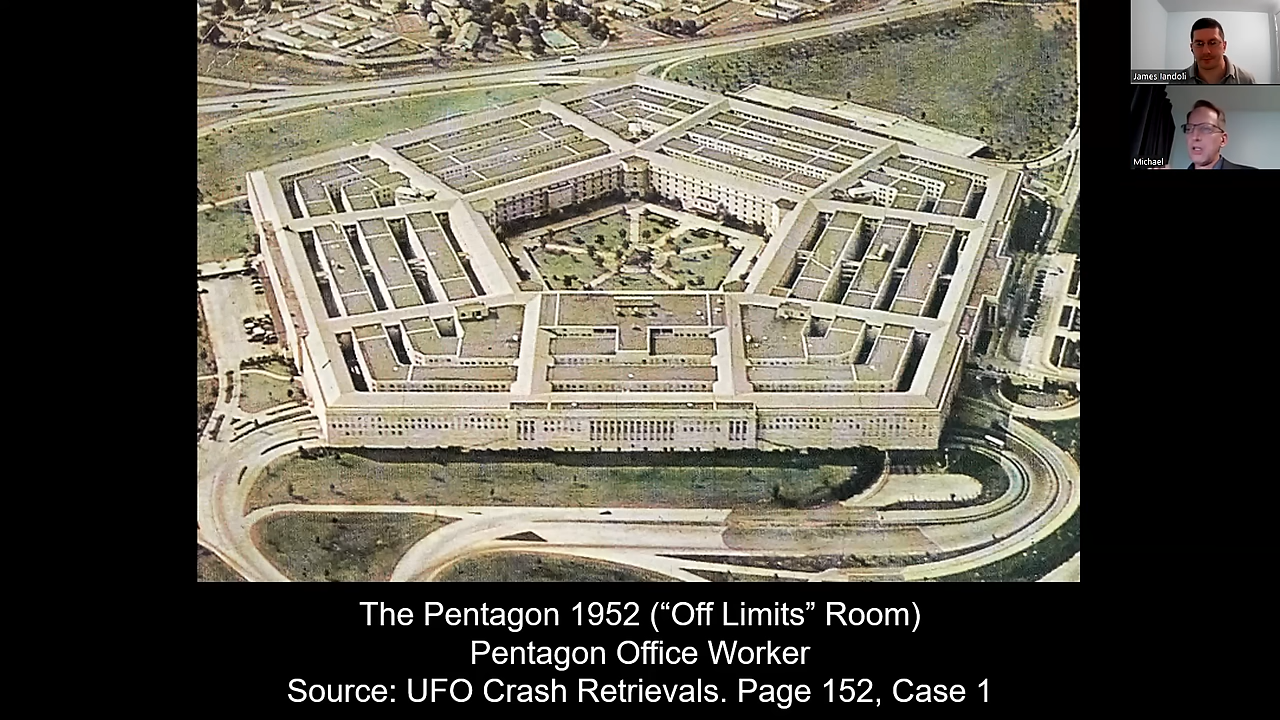 James Iandoli
Michael
The Pentagon 1952 (“Off Limits” Room)
Pentagon Office Worker
Source: UFO Crash Retrievals. Page 152, Case 1